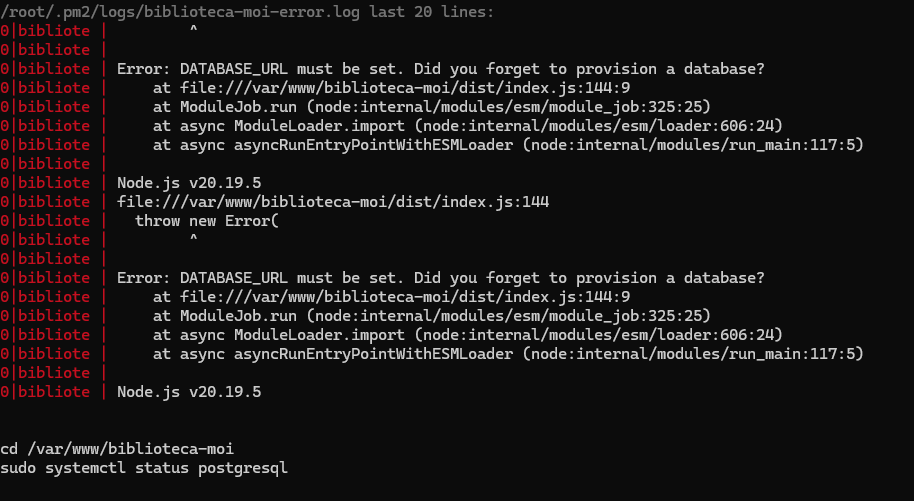 /root/.pm2/logs/biblioteca-moi-error.log last 20 lines:
0|bibliote |         ^
0|bibliote |
0|bibliote | Error: DATABASE_URL must be set. Did you forget to provision a database?
0|bibliote |     at file:///var/www/biblioteca-moi/dist/index.js:144:9
0|bibliote |     at ModuleJob.run (node:internal/modules/esm/module_job:325:25)
0|bibliote |     at async ModuleLoader.import (node:internal/modules/esm/loader:606:24)
0|bibliote |     at async asyncRunEntryPointWithESMLoader (node:internal/modules/run_main:117:5)
0|bibliote |
0|bibliote | Node.js v20.19.5
0|bibliote | file:///var/www/biblioteca-moi/dist/index.js:144
0|bibliote |   throw new Error(
0|bibliote |         ^
0|bibliote |
0|bibliote | Error: DATABASE_URL must be set. Did you forget to provision a database?
0|bibliote |     at file:///var/www/biblioteca-moi/dist/index.js:144:9
0|bibliote |     at ModuleJob.run (node:internal/modules/esm/module_job:325:25)
0|bibliote |     at async ModuleLoader.import (node:internal/modules/esm/loader:606:24)
0|bibliote |     at async asyncRunEntryPointWithESMLoader (node:internal/modules/run_main:117:5)
0|bibliote |
0|bibliote | Node.js v20.19.5
cd /var/www/biblioteca-moi
sudo systemctl status postgresql